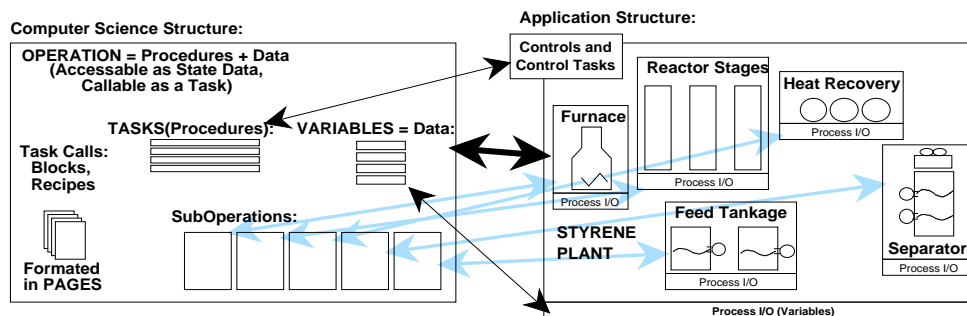 Computer Science Structure:
OPERATION = Procedures + Data
(Accessable as State Data,
Callable as a Task)
TASKS(Procedures):
VARIABLES = Data:
Task Calls:
Blocks,
Recipes
SubOperations:
Formated
in PAGES
Application Structure:
Controls and
Control Tasks
Reactor Stages
Process I/O
Heat Recovery
Process I/O
Furnace
Process I/O
Feed Tankage
Process I/O
Separator
Process I/O
STYRENE
PLANT
Process I/O (Variables)